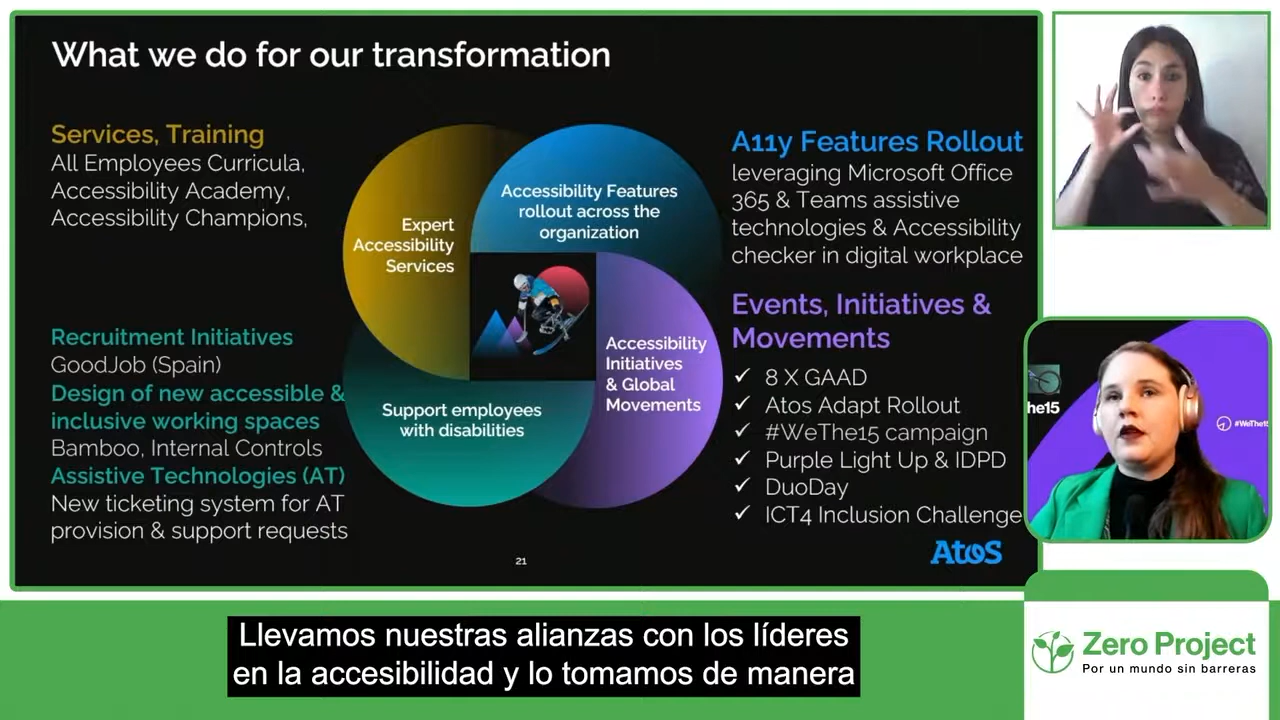 What we do for our transformation
Services, Training
All Employees Curricula,
Accessibility Academy,
Accessibility Champions,
Recruitment Initiatives
GoodJob (Spain)
Design of new accessible &
inclusive working spaces
Bamboo, Internal Controls
Assistive Technologies (AT)
New ticketing system for AT
provision & support requests
Expert
Accessibility
Services
Accessibility Features
rollout across the
organization
Support employees
with disabilities
Accessibility
Initiatives
& Global
Movements
A11y Features Rollout
leveraging Microsoft Office
365 & Teams assistive
technologies & Accessibility
checker in digital workplace
Events, Initiatives &
Movements
✓ 8 X GAAD
✓ Atos Adapt Rollout
✓ #WeThe15 campaign
✓ Purple Light Up & IDPD
✓ DuoDay
✓ ICT4 Inclusion Challenge
21
Atos
he15
#WeThe15
Llevamos nuestras alianzas con los líderes
en la accesibilidad y lo tomamos de manera
Zero Project
Por un mundo sin barreras